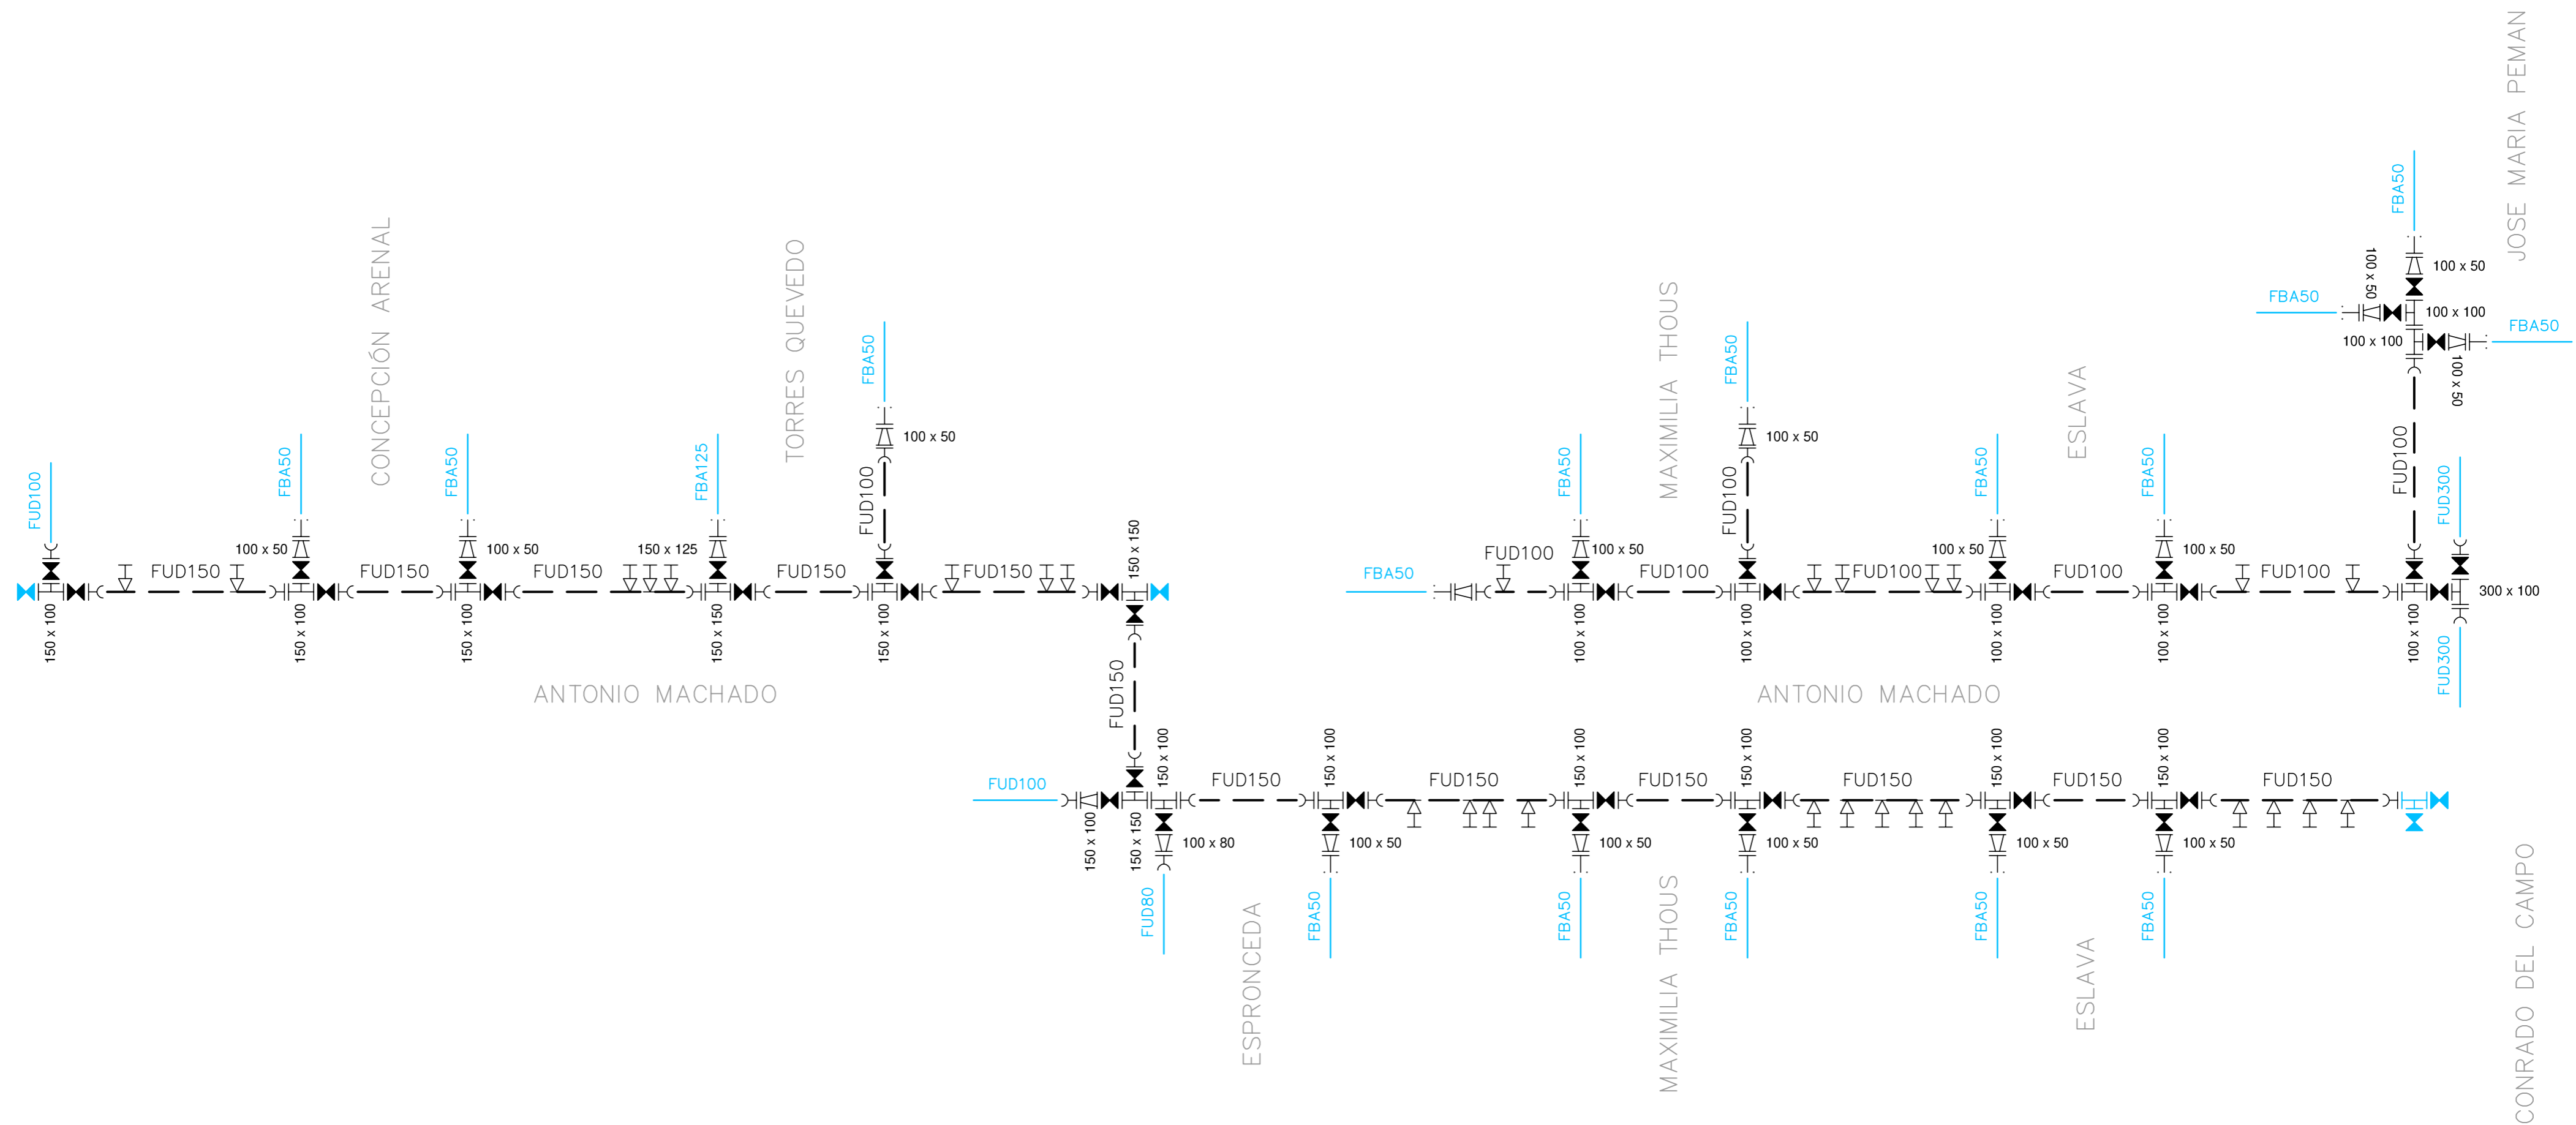 JOSE MARIA PEMAN
FBA50
100 x 50
100 x 50
FBA50
100 x 100
FBA50
100 x 100
100 x 50
CONCEPCIÓN ARENAL
TORRES QUEVEDO
MAXIMILIA THOUS
ESLAVA
FBA50
FBA50
100 x 50
100 x 50
FUD100
FUD100
FBA50
FBA50
FBA125
FUD100
FBA50
FUD100
FBA50
FBA50
FUD100
FUD300
100 x 50
100 x 50
150 x 125
150 x 150
FUD100
100 x 50
100 x 50
100 x 50
FUD150
FUD150
FUD150
FUD150
FUD150
FBA50
FUD100
FUD100
FUD100
FUD100
300 x 100
150 x 100
150 x 100
150 x 100
150 x 150
150 x 100
100 x 100
100 x 100
100 x 100
100 x 100
100 x 100
FUD300
ANTONIO MACHADO
FUD150
ANTONIO MACHADO
150 x 100
150 x 100
150 x 100
150 x 100
150 x 100
150 x 100
FUD100
FUD150
FUD150
FUD150
FUD150
FUD150
FUD150
150 x 100
150 x 150
100 x 80
100 x 50
100 x 50
100 x 50
100 x 50
100 x 50
FUD80
FBA50
FBA50
FBA50
FBA50
FBA50
ESPRONCEDA
MAXIMILIA THOUS
ESLAVA
CONRADO DEL CAMPO